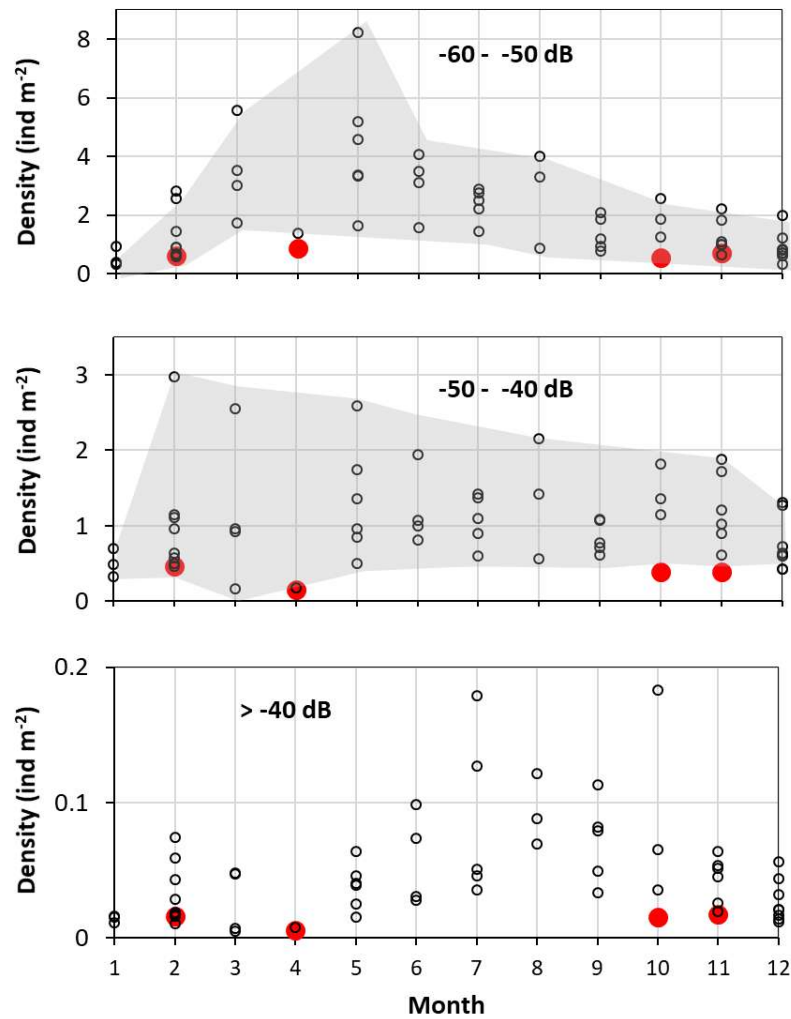 Density (ind m⁻²)
8
6
4
2
0
-60 - -50 dB
Density (ind m⁻²)
3
2
1
0
-50 - -40 dB
Density (ind m⁻²)
0.2
0.1
0
> -40 dB
1 2 3 4 5 6 7 8 9 10 11 12
Month